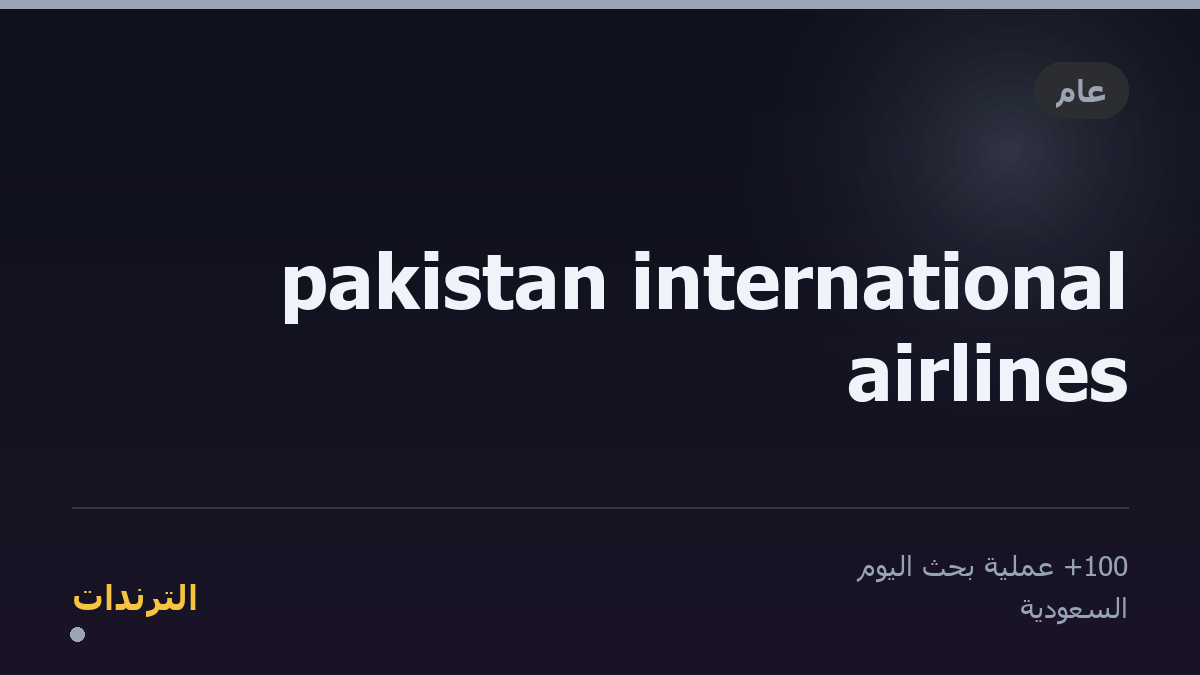 عام
pakistan international
airlines
100+ عملية بحث اليوم
السعودية
الترندات